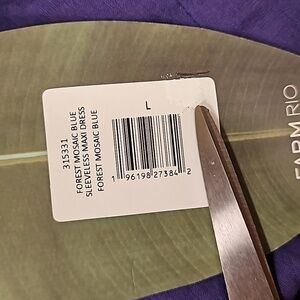 315331
FOREST MOSAIC BLUE
SLEEVELESS MAXI DRESS
FOREST MOSAIC BLUE
L
1 96198 27384 2
FARM RIO